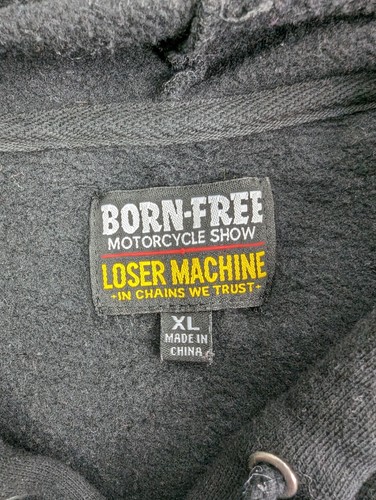 BORN-FREE
MOTORCYCLE SHOW
LOSER MACHINE
-IN CHAINS WE TRUST-
XL
MADE IN
CHINA